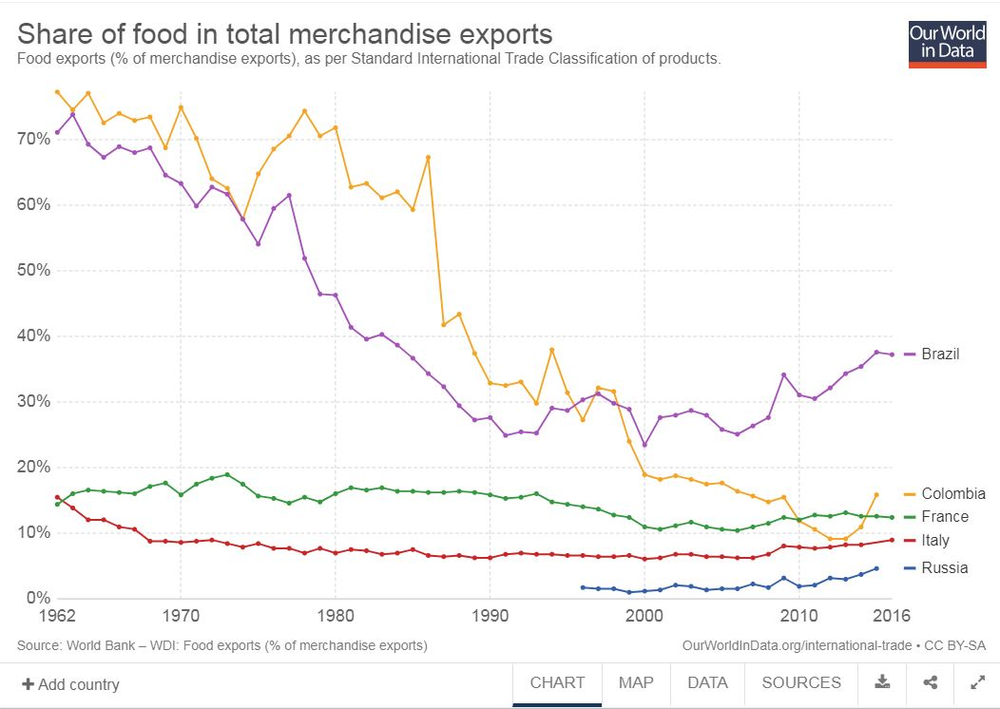 Share of food in total merchandise exports
Food exports (% of merchandise exports), as per Standard International Trade Classification of products.
Our World
in Data
70%
60%
50%
40%
30%
20%
10%
0%
Brazil
Colombia
France
Italy
Russia
1962 1970 1980 1990 2000 2010 2016
Source: World Bank – WDI: Food exports (% of merchandise exports)
OurWorldInData.org/international-trade • CC BY-SA
Add country
CHART MAP DATA SOURCES